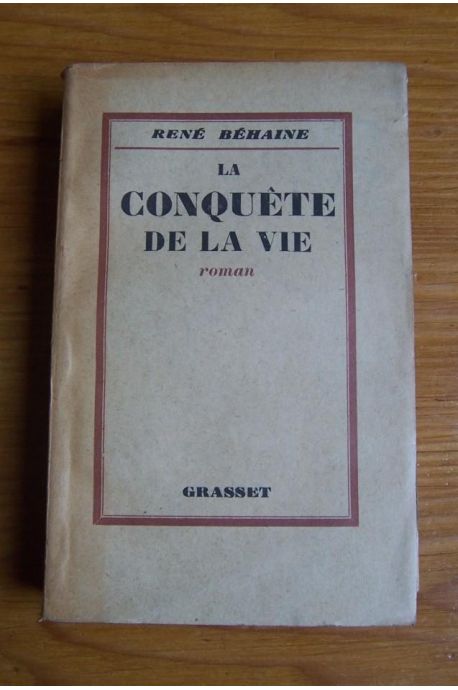 RENÉ BÉHAINE
LA
CONQUÊTE
DE LA VIE
roman
GRASSET